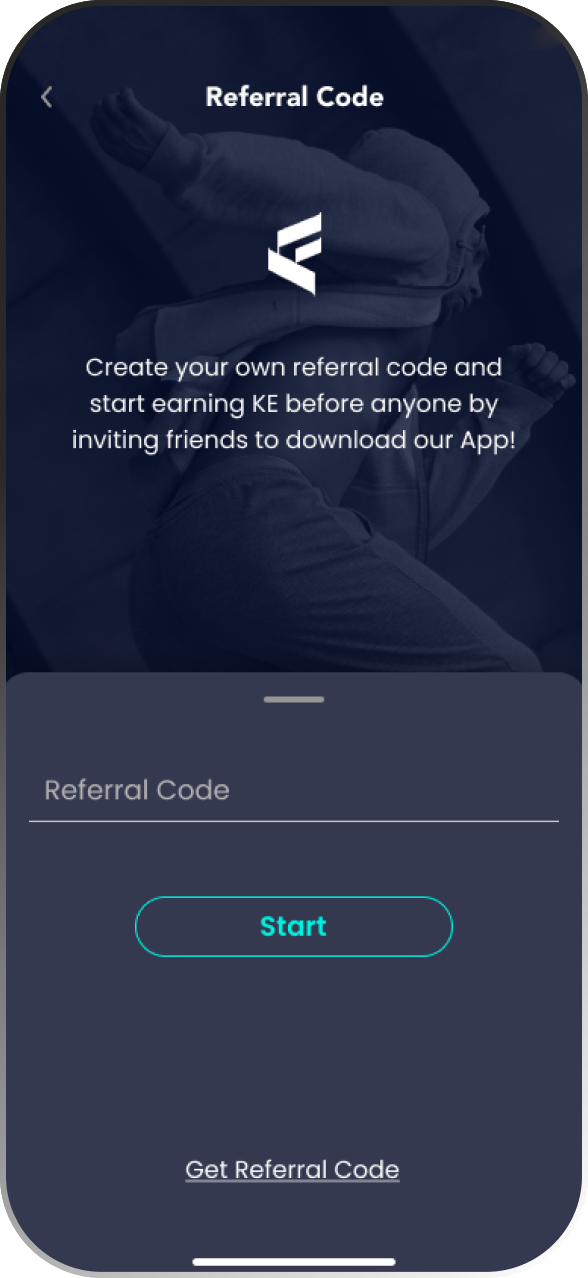 Referral Code
Create your own referral code and
start earning KE before anyone by
inviting friends to download our App!
Referral Code
Start
Get Referral Code